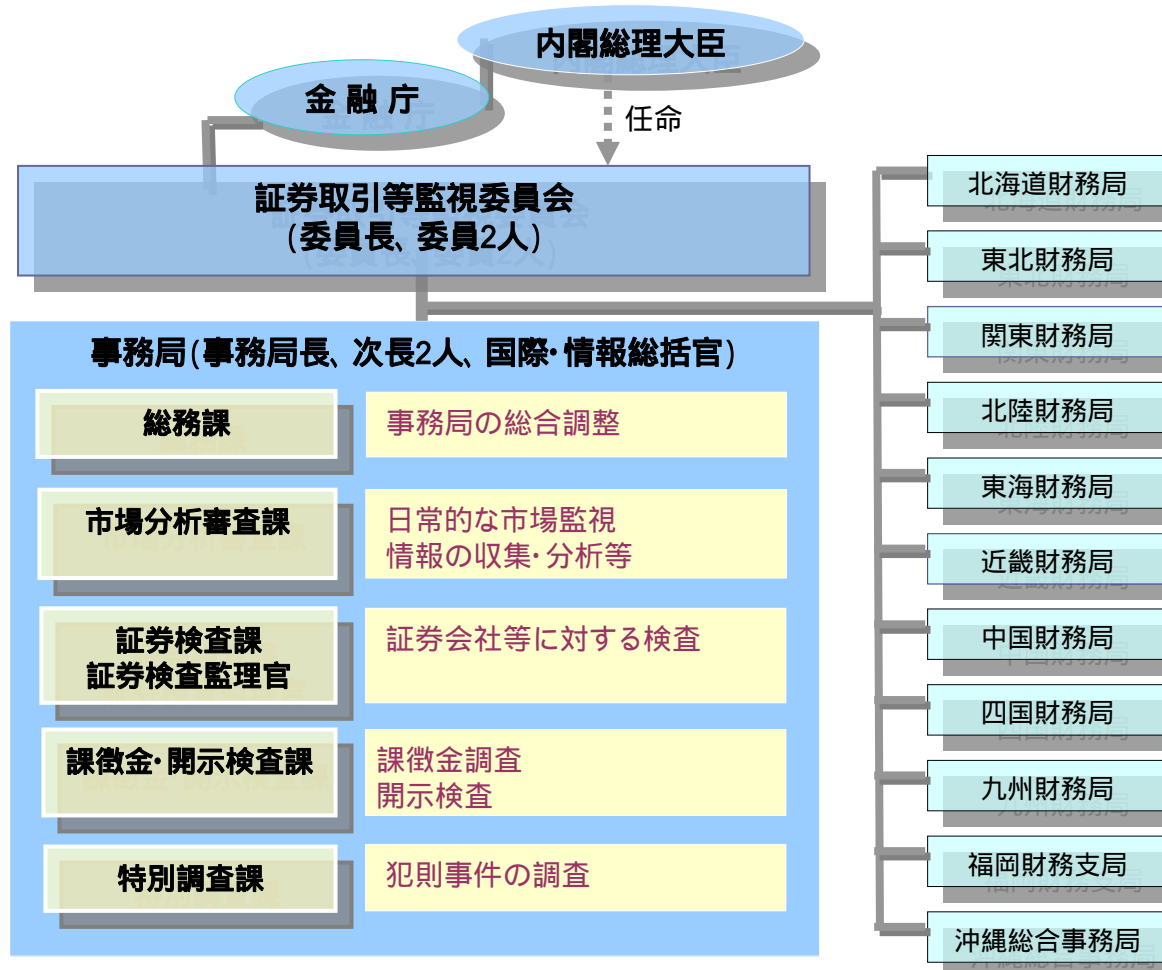 内閣総理大臣
金融庁
任命
証券取引等監視委員会
(委員長、委員2人)
事務局(事務局長、次長2人、国際・情報総括官)
総務課
事務局の総合調整
市場分析審査課
日常的な市場監視
情報の収集・分析等
証券検査課
証券検査監理官
証券会社等に対する検査
課徴金・開示検査課
課徴金調査
開示検査
特別調査課
犯則事件の調査
北海道財務局
東北財務局
関東財務局
北陸財務局
東海財務局
近畿財務局
中国財務局
四国財務局
九州財務局
福岡財務支局
沖縄総合事務局